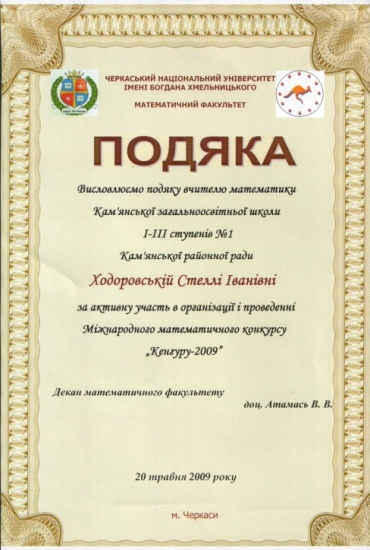 ЧЕРКАСЬКИЙ НАЦІОНАЛЬНИЙ УНІВЕРСИТЕТ
ІМЕНІ БОГДАНА ХМЕЛЬНИЦЬКОГО
МАТЕМАТИЧНИЙ ФАКУЛЬТЕТ
ПОДЯКА
Висловлюємо подяку вчителю математики
Кам'янської загальноосвітньої школи
І-ІІІ ступенів №1
Кам'янської районної ради
Ходоровській Стеллі Іванівні
за активну участь в організації і проведенні
Міжнародного математичного конкурсу
„Кенгуру-2009”
Декан математичного факультету
доц. Атамась В. В.
20 травня 2009 року
м. Черкаси